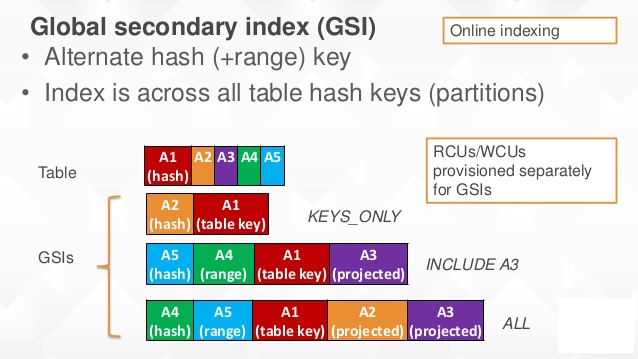 Global secondary index (GSI)
Online indexing
• Alternate hash (+range) key
• Index is across all table hash keys (partitions)
RCUs/WCUs
provisioned separately
for GSIs
Table
A1 A2 A3 A4 A5
(hash)
GSIs
A2 A1
(hash) (table key)
KEYS_ONLY
A5 A4 A1 A3
(hash) (range) (table key) (projected)
INCLUDE A3
A4 A5 A1 A2 A3
(hash) (range) (table key) (projected) (projected)
ALL